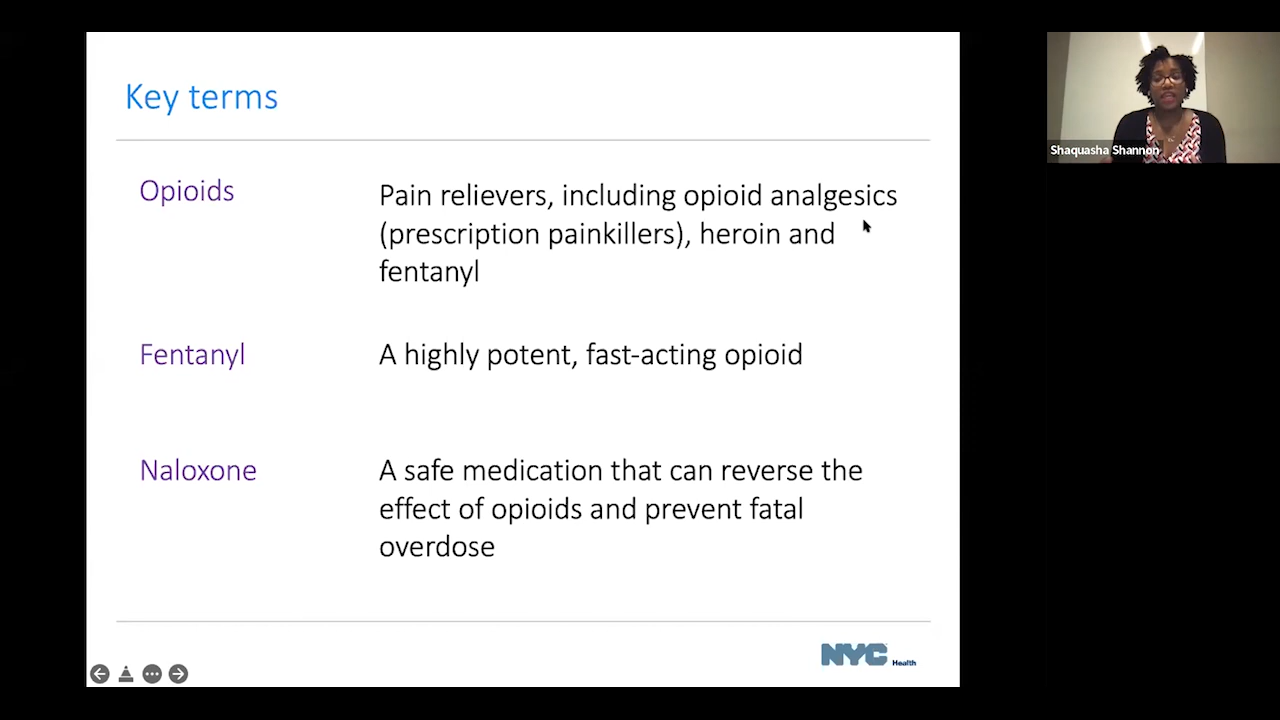 Key terms
Opioids
Pain relievers, including opioid analgesics
(prescription painkillers), heroin and
fentanyl
Fentanyl
A highly potent, fast-acting opioid
Naloxone
A safe medication that can reverse the
effect of opioids and prevent fatal
overdose
NYC Health
Shaquasha Shannon